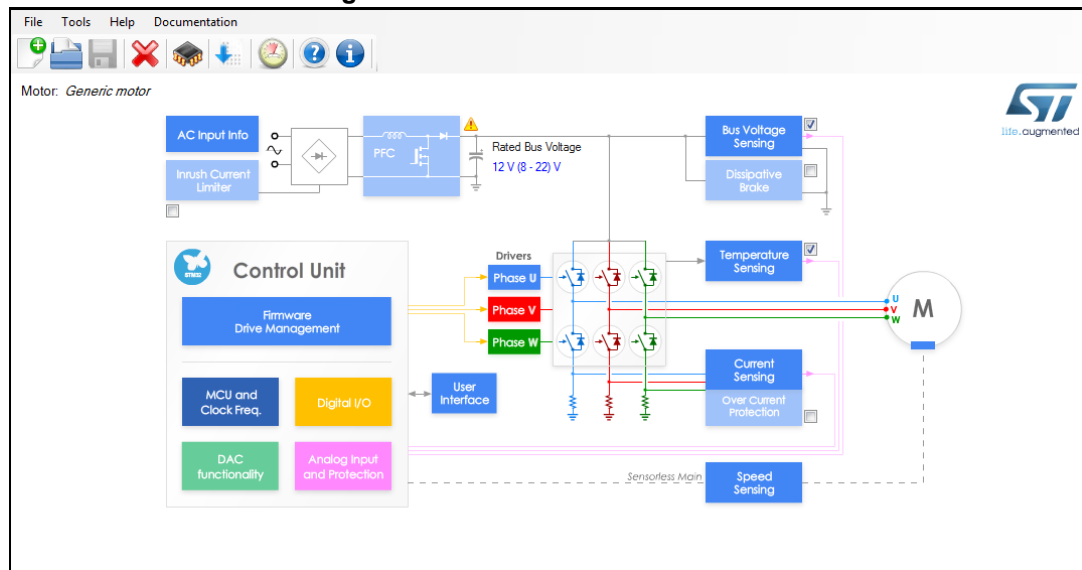 File Tools Help Documentation
Motor: Generic motor
life.augmented
AC Input Info
Inrush Current
Limiter
PFC
Rated Bus Voltage
12 V (8 - 22) V
Bus Voltage
Sensing
Dissipative
Brake
STM32
Control Unit
Firmware
Drive Management
MCU and
Clock Freq.
Digital I/O
DAC
functionality
Analog Input
and Protection
User
Interface
Drivers
Phase U
Phase V
Phase W
Temperature
Sensing
U
V
W
M
Current
Sensing
Over Current
Protection
Sensorless Main
Speed
Sensing